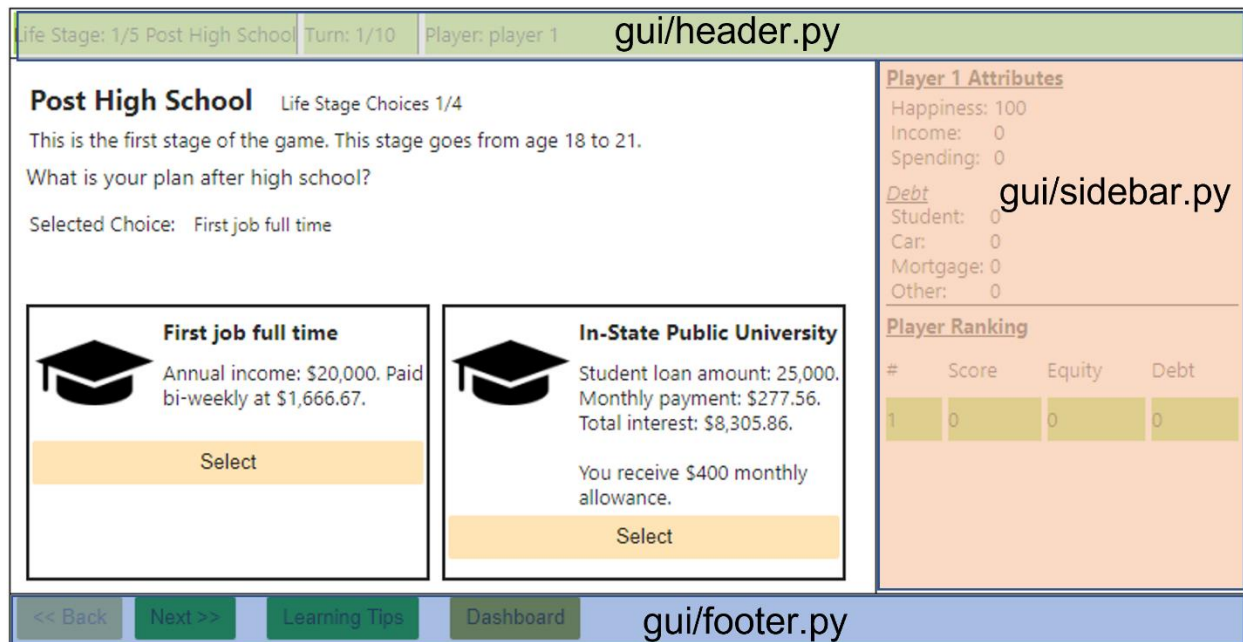 Life Stage: 1/5 Post High School Turn: 1/10 Player: player 1 gui/header.py
Post High School Life Stage Choices 1/4
This is the first stage of the game. This stage goes from age 18 to 21.
What is your plan after high school?
Selected Choice: First job full time
First job full time
Annual income: $20,000. Paid
bi-weekly at $1,666.67.
Select
In-State Public University
Student loan amount: 25,000.
Monthly payment: $277.56.
Total interest: $8,305.86.
You receive $400 monthly
allowance.
Select
Player 1 Attributes
Happiness: 100
Income: 0
Spending: 0
gui/sidebar.py
Debt
Student: 0
Car: 0
Mortgage: 0
Other: 0
Player Ranking
# Score Equity Debt
1 0 0 0
<< Back Next >> Learning Tips Dashboard gui/footer.py